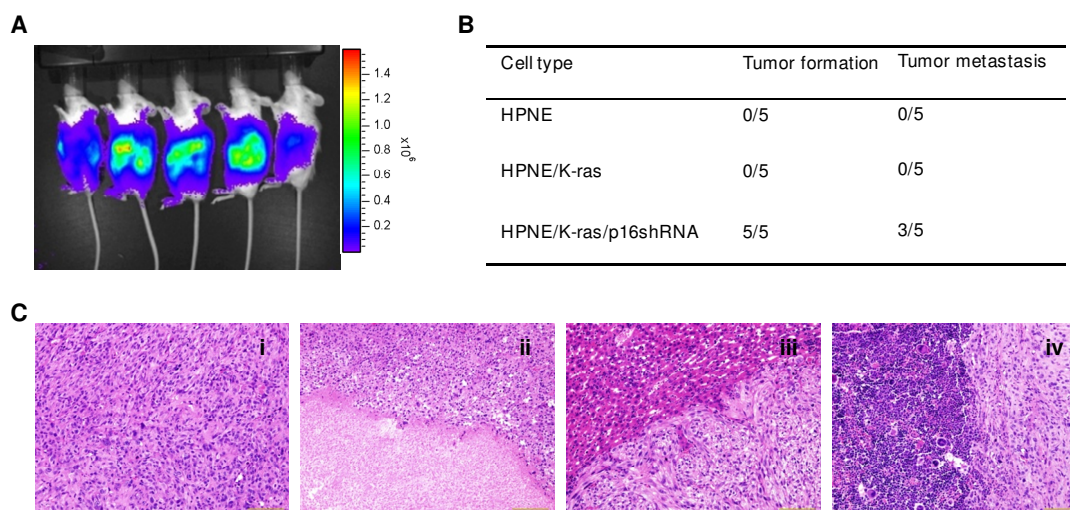 A
B
1.4
1.2
1.0
0.8
0.6
0.4
0.2
x10⁶
Cell type Tumor formation Tumor metastasis
HPNE 0/5 0/5
HPNE/K-ras 0/5 0/5
HPNE/K-ras/p16shRNA 5/5 3/5
C
i ii iii iv